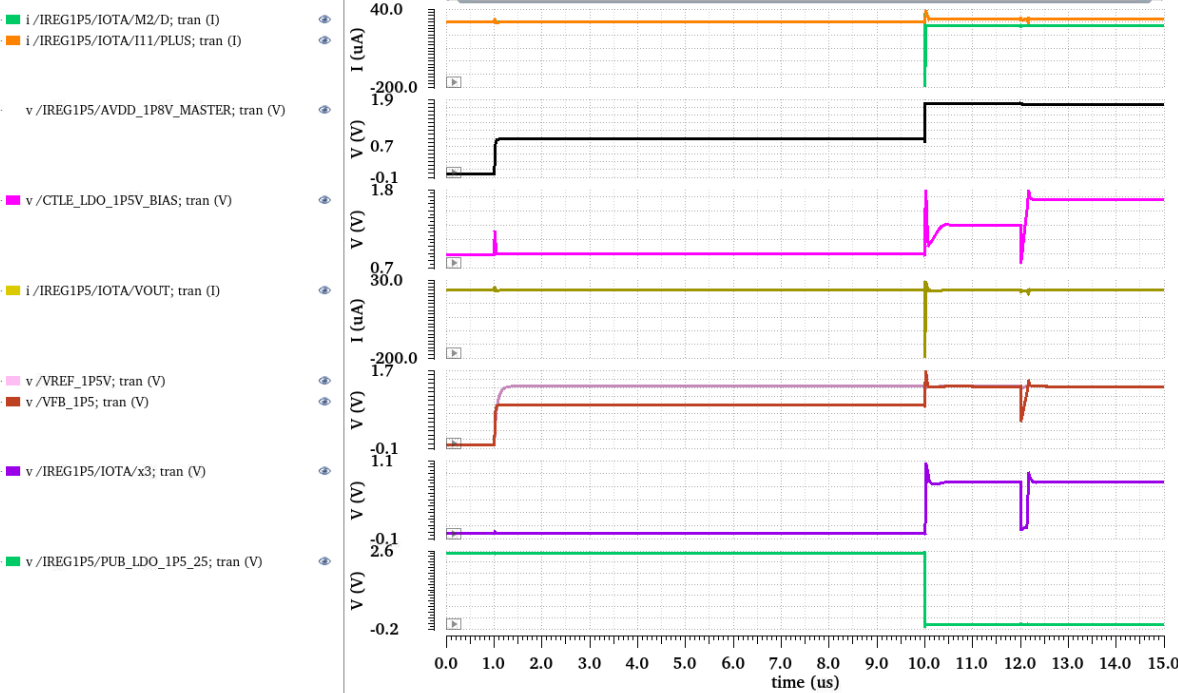 i /IREG1P5/IOTA/M2/D; tran (I)
i /IREG1P5/IOTA/I11/PLUS; tran (I)
40.0
I (uA)
-200.0
v /IREG1P5/AVDD_1P8V_MASTER; tran (V)
1.9
V (V)
0.7
-0.1
v /CTLE_LDO_1P5V_BIAS; tran (V)
1.8
V (V)
0.7
i /IREG1P5/IOTA/VOUT; tran (I)
30.0
I (uA)
-200.0
v /VREF_1P5V; tran (V)
v /VFB_1P5; tran (V)
1.7
V (V)
-0.1
v /IREG1P5/IOTA/x3; tran (V)
1.1
V (V)
-0.1
v /IREG1P5/PUB_LDO_1P5_25; tran (V)
2.6
V (V)
-0.2
0.0 1.0 2.0 3.0 4.0 5.0 6.0 7.0 8.0 9.0 10.0 11.0 12.0 13.0 14.0 15.0
time (us)